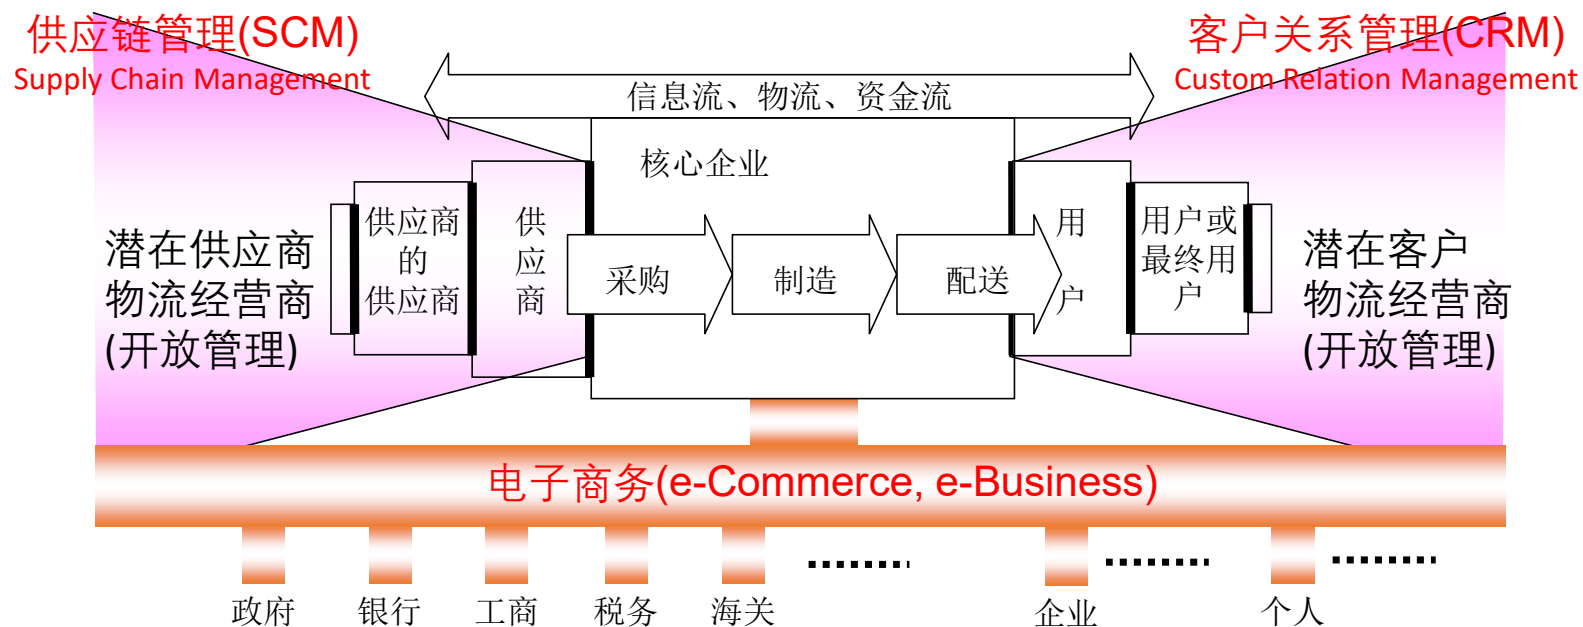 供应链管理(SCM)
Supply Chain Management
客户关系管理(CRM)
Custom Relation Management
信息流、物流、资金流
核心企业
潜在供应商
物流经营商
(开放管理)
供应商
的
供应商
供
应
商
采购
制造
配送
用
户
用户或
最终用
户
潜在客户
物流经营商
(开放管理)
电子商务(e-Commerce, e-Business)
政府
银行
工商
税务
海关
企业
个人